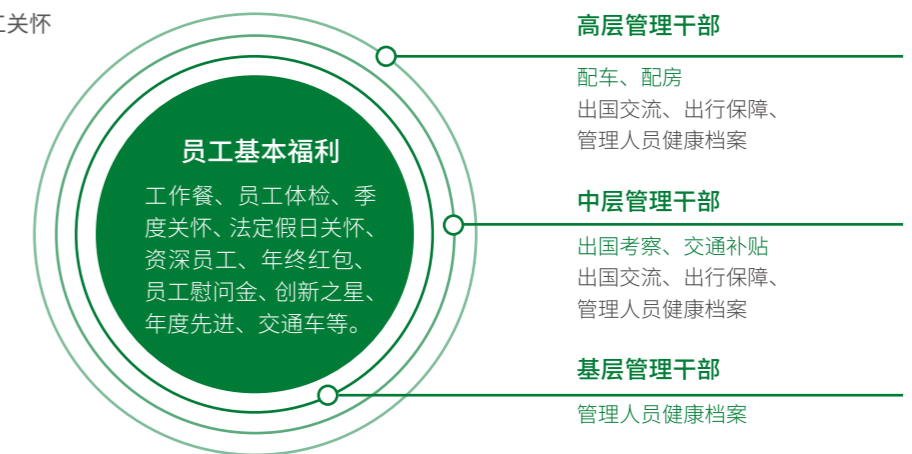 工关怀
员工基本福利
工作餐、员工体检、季
度关怀、法定假日关怀、
资深员工、年终红包、
员工慰问金、创新之星、
年度先进、交通车等。
高层管理干部
配车、配房
出国交流、出行保障、
管理人员健康档案
中层管理干部
出国考察、交通补贴
出国交流、出行保障、
管理人员健康档案
基层管理干部
管理人员健康档案